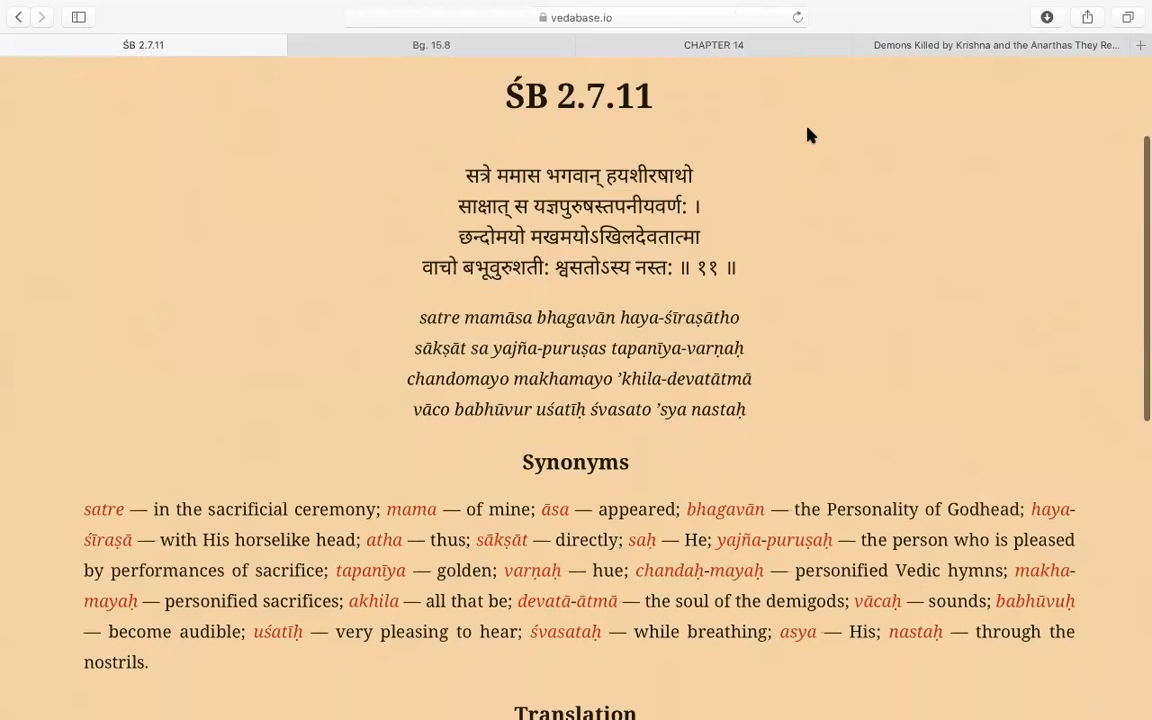 vedabase.io
ŚB 2.7.11
Bg. 15.8
CHAPTER 14
Demons Killed by Krishna and the Anarthas They Re...
ŚB 2.7.11
सत्रे ममास भगवान् हयशीरषाथो
साक्षात् स यज्ञपुरुषस्तपनीयवर्ण: ।
छन्दोमयो मखमयोऽखिलदेवतात्मा
वाचो बभूवुरुशती: श्वसतोऽस्य नस्त: ॥ ११ ॥
satre mamāsa bhagavān haya-śīraṣātho
sākṣāt sa yajña-puruṣas tapanīya-varṇaḥ
chandomayo makhamayo ’khila-devatātmā
vāco babhūvur uśatīḥ śvasato ’sya nastaḥ
Synonyms
satre — in the sacrificial ceremony; mama — of mine; āsa — appeared; bhagavān — the Personality of Godhead; haya-
śīraṣā — with His horselike head; atha — thus; sākṣāt — directly; saḥ — He; yajña-puruṣaḥ — the person who is pleased
by performances of sacrifice; tapanīya — golden; varṇaḥ — hue; chandaḥ-mayaḥ — personified Vedic hymns; makha-
mayaḥ — personified sacrifices; akhila — all that be; devatā-ātmā — the soul of the demigods; vācaḥ — sounds; babhūvuḥ
— become audible; uśatīḥ — very pleasing to hear; śvasataḥ — while breathing; asya — His; nastaḥ — through the
nostrils.
Translation